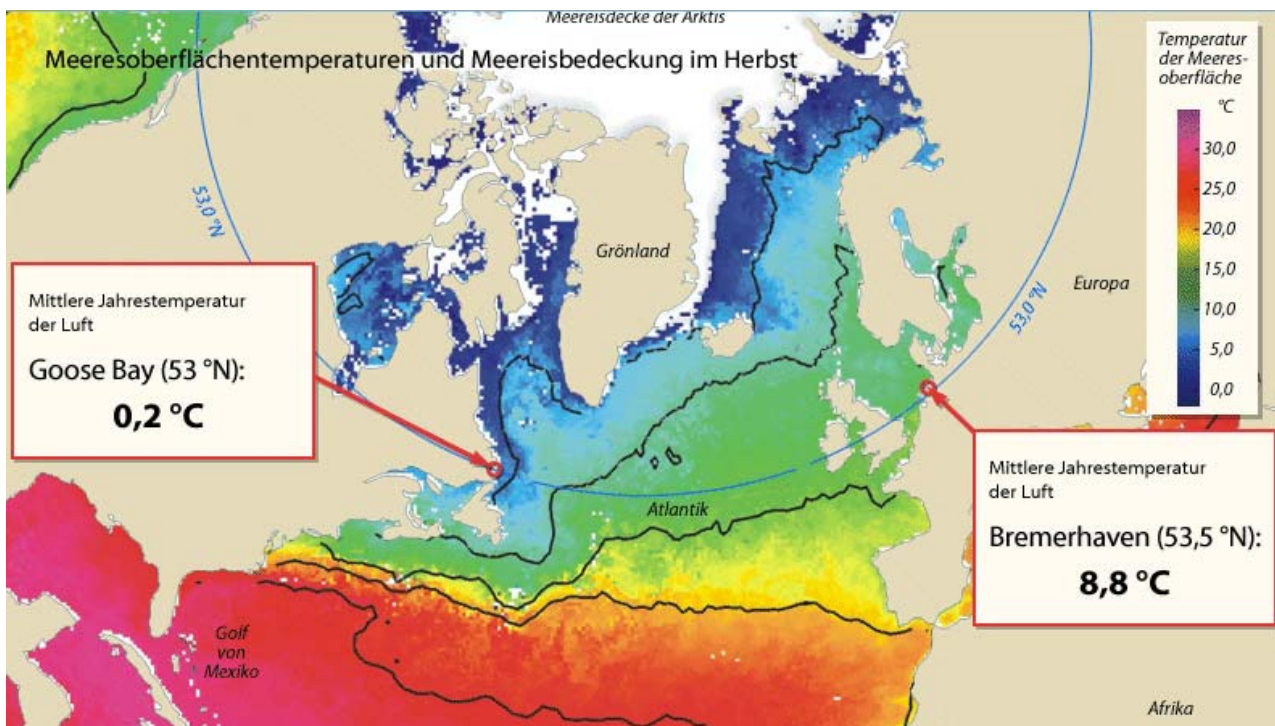 Meereisdecke der Arktis
Meeresoberflächentemperaturen und Meereisbedeckung im Herbst
Temperatur
der Meeres-
oberfläche
°C
30,0
25,0
20,0
15,0
10,0
5,0
0,0
53,0 °N
Grönland
Europa
53,0 °N
Mittlere Jahrestemperatur
der Luft
Goose Bay (53 °N):
0,2 °C
Mittlere Jahrestemperatur
der Luft
Bremerhaven (53,5 °N):
8,8 °C
Atlantik
Golf
von
Mexiko
Afrika